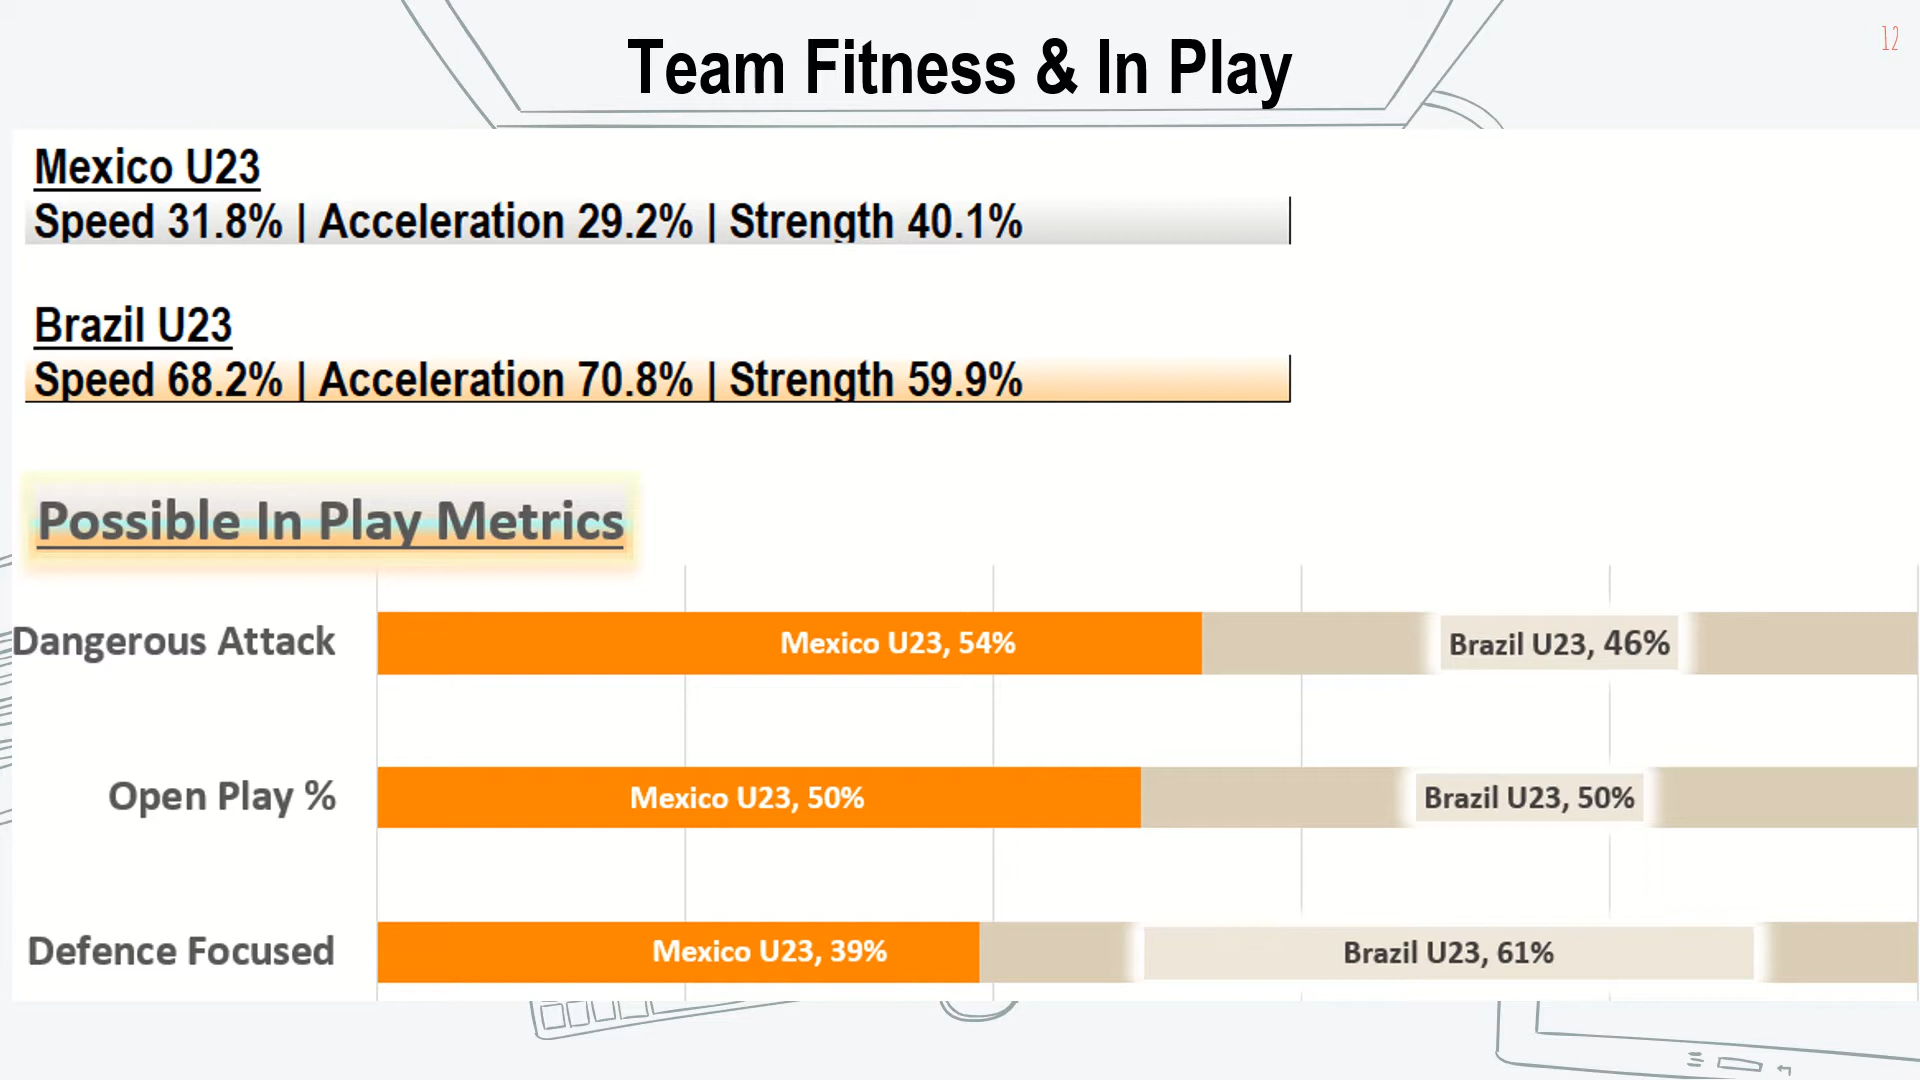 Team Fitness & In Play
12
Mexico U23
Speed 31.8% | Acceleration 29.2% | Strength 40.1%
Brazil U23
Speed 68.2% | Acceleration 70.8% | Strength 59.9%
Possible In Play Metrics
Dangerous Attack
Mexico U23, 54%
Brazil U23, 46%
Open Play %
Mexico U23, 50%
Brazil U23, 50%
Defence Focused
Mexico U23, 39%
Brazil U23, 61%